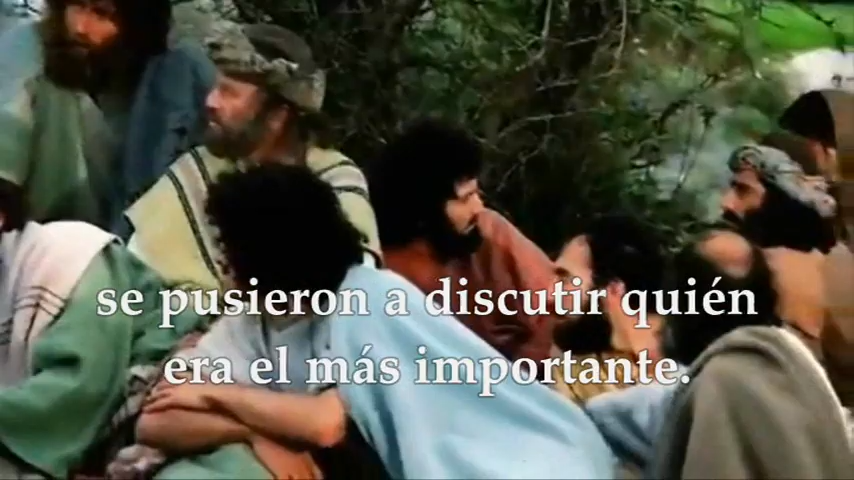 se pusieron a discutir quién
era el más importante.